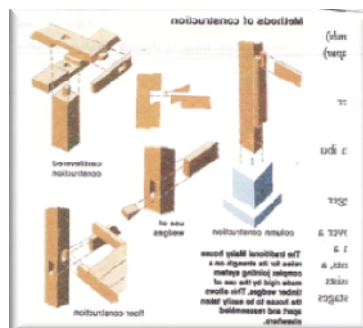 Methods of construction
cantilevered
construction
use of
wedges
column construction
floor construction
The traditional Malay house
relies for its strength on a
complex jointing system
made rigid by the use of
timber wedges. This allows
the house to be easily taken
apart and reassembled
elsewhere.
ibu
a
stages